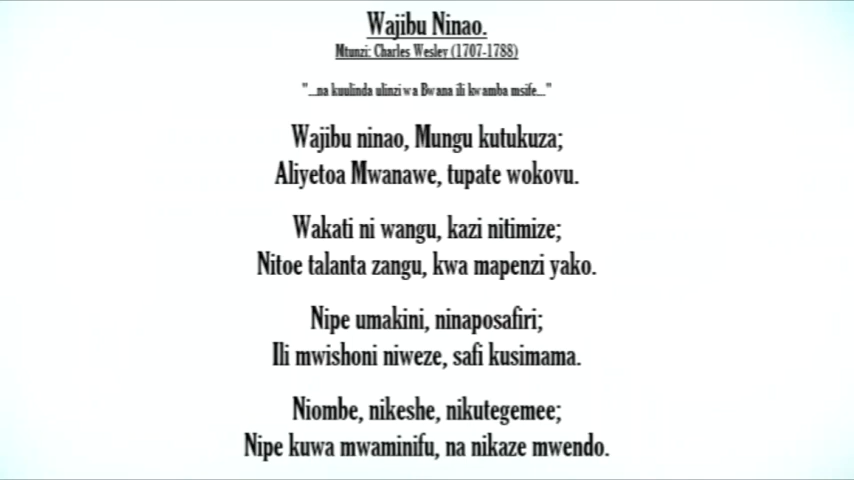 Wajibu Ninao.
Mtunzi: Charles Wesley (1707-1788)
"...na kuulinda ulinzi wa Bwana ili kwamba msife..."
Wajibu ninao, Mungu kutukuza;
Aliyetoa Mwanawe, tupate wokovu.
Wakati ni wangu, kazi nitimize;
Nitoe talanta zangu, kwa mapenzi yako.
Nipe umakini, ninaposafiri;
Ili mwishoni niweze, safi kusimama.
Niombe, nikeshe, nikutegemee;
Nipe kuwa mwaminifu, na nikaze mwendo.